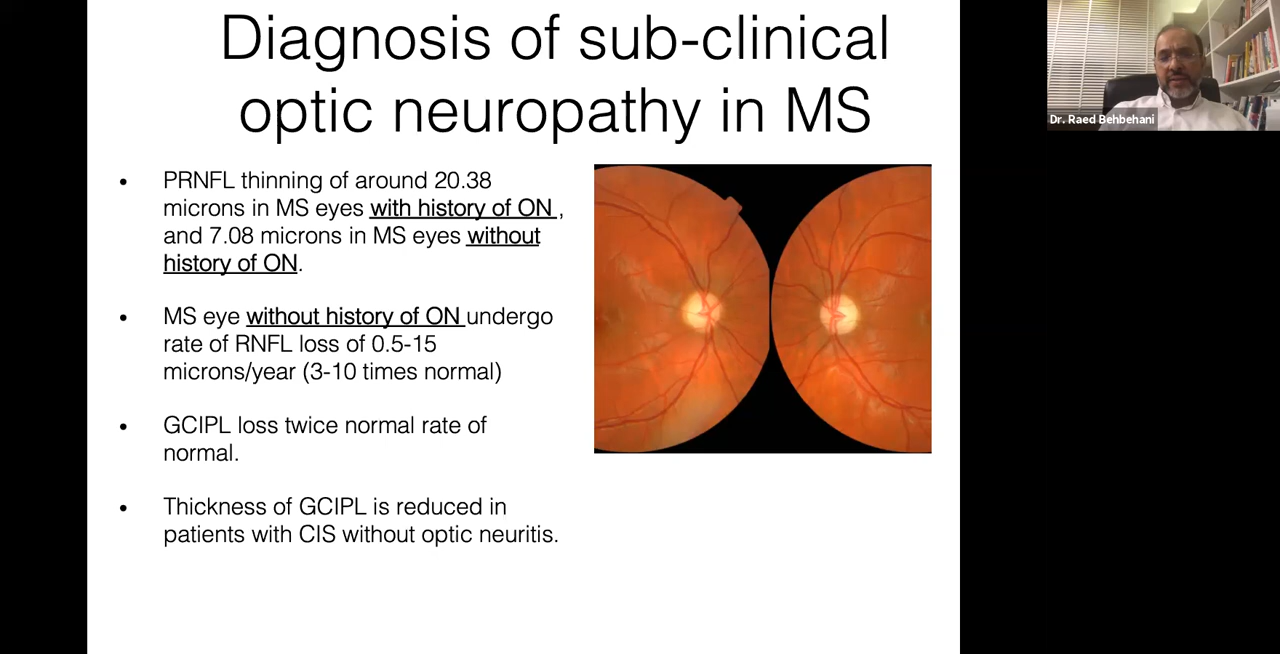 Diagnosis of sub-clinical
optic neuropathy in MS
Dr. Raed Behbehani
• PRNFL thinning of around 20.38
microns in MS eyes with history of ON ,
and 7.08 microns in MS eyes without
history of ON.
• MS eye without history of ON undergo
rate of RNFL loss of 0.5-15
microns/year (3-10 times normal)
• GCIPL loss twice normal rate of
normal.
• Thickness of GCIPL is reduced in
patients with CIS without optic neuritis.